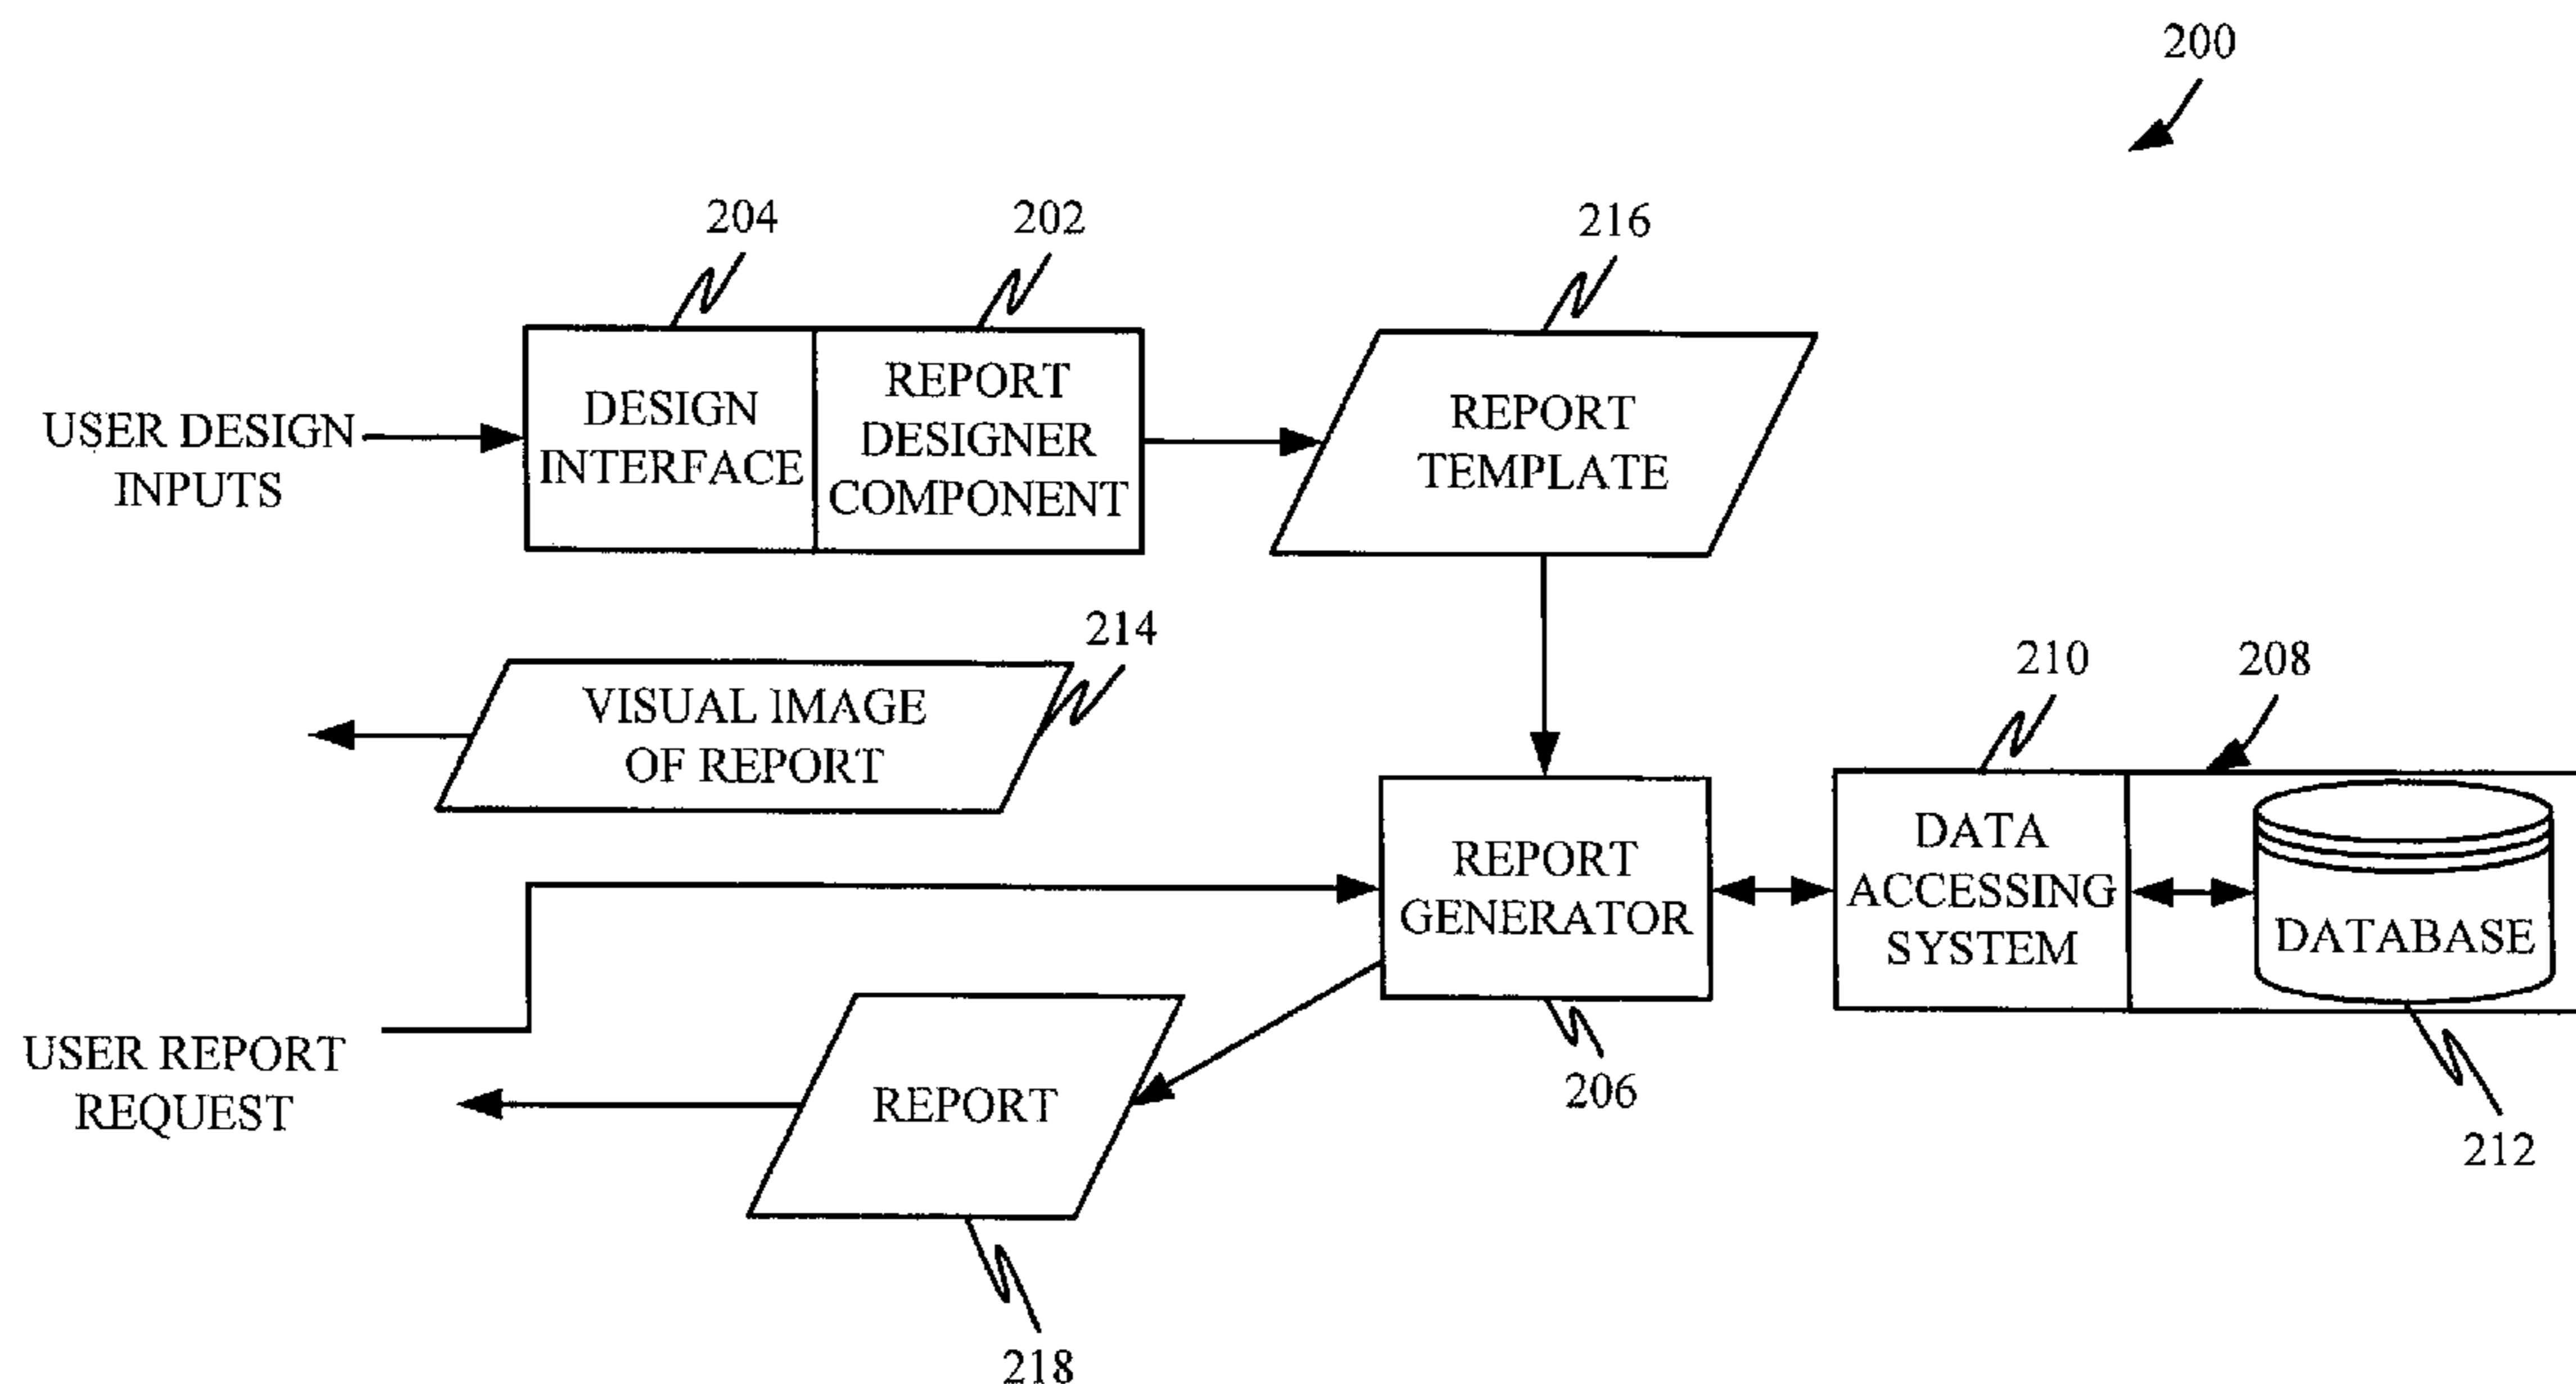 200
204
202
216
USER DESIGN
INPUTS
DESIGN
INTERFACE
REPORT
DESIGNER
COMPONENT
REPORT
TEMPLATE
214
VISUAL IMAGE
OF REPORT
210
208
REPORT
GENERATOR
DATA
ACCESSING
SYSTEM
DATABASE
USER REPORT
REQUEST
REPORT
206
212
218